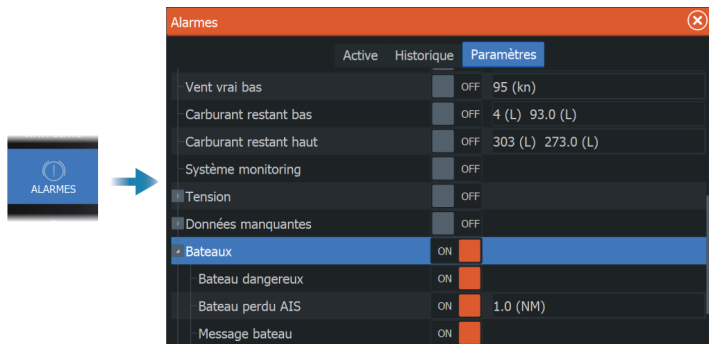 Alarmes
Active Historique Paramètres
Vent vrai bas OFF 95 (kn)
Carburant restant bas OFF 4 (L) 93.0 (L)
Carburant restant haut OFF 303 (L) 273.0 (L)
Système monitoring OFF
Tension OFF
Données manquantes OFF
Bateaux ON
Bateau dangereux ON
Bateau perdu AIS ON 1.0 (NM)
Message bateau ON
ALARMES